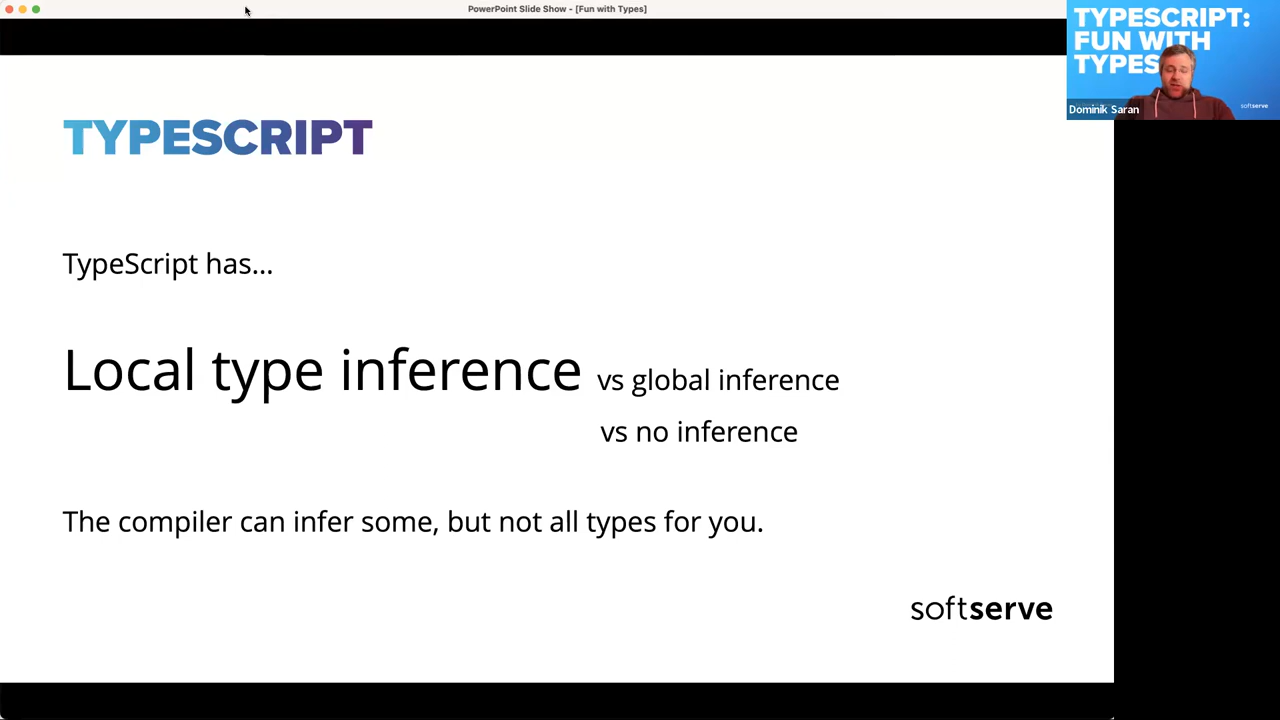 PowerPoint Slide Show - [Fun with Types]
TYPESCRIPT:
FUN WITH
TYPES
Dominik Saran
softserve
TYPESCRIPT
TypeScript has...
Local type inference vs global inference
vs no inference
The compiler can infer some, but not all types for you.
softserve